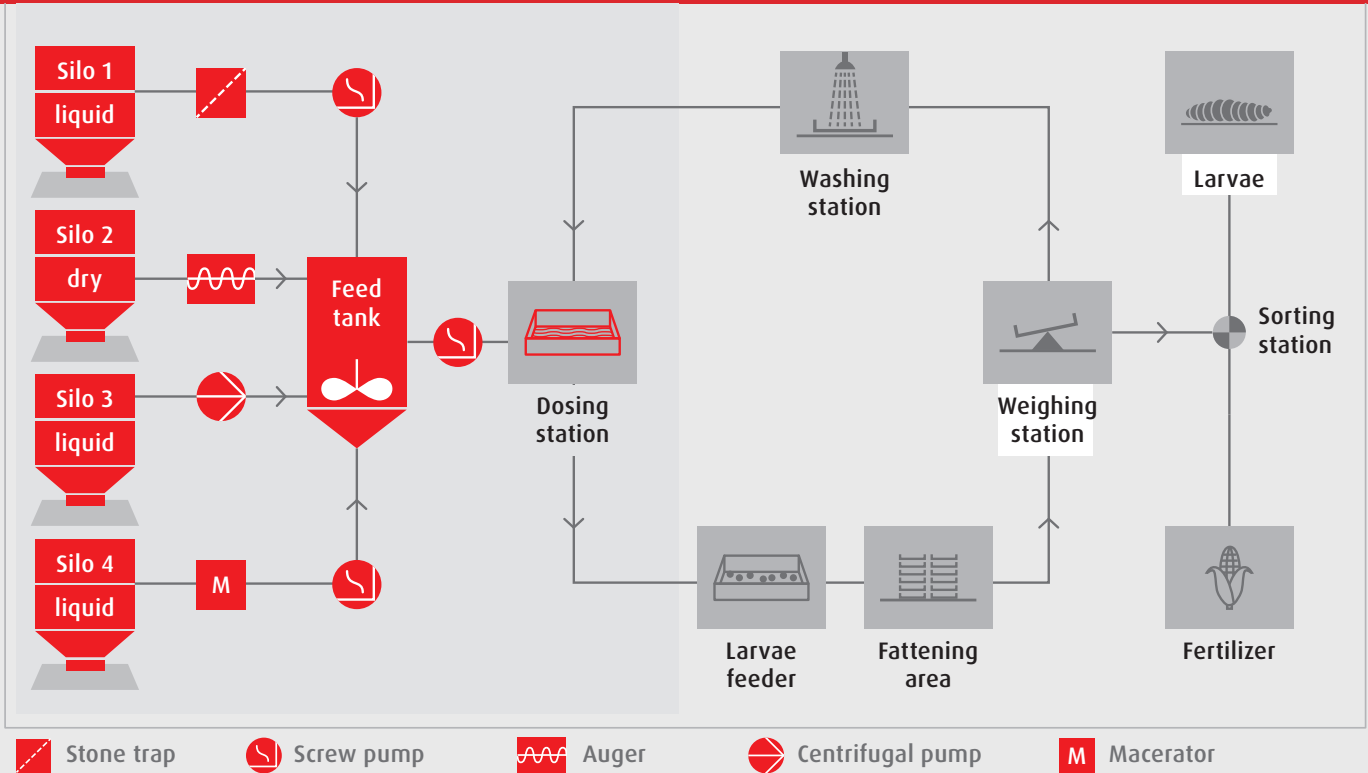 Silo 1
liquid
Silo 2
dry
Silo 3
liquid
Silo 4
liquid
M
Feed
tank
Dosing
station
Washing
station
Larvae
feeder
Fattening
area
Weighing
station
Larvae
Sorting
station
Fertilizer
Stone trap
Screw pump
Auger
Centrifugal pump
M Macerator